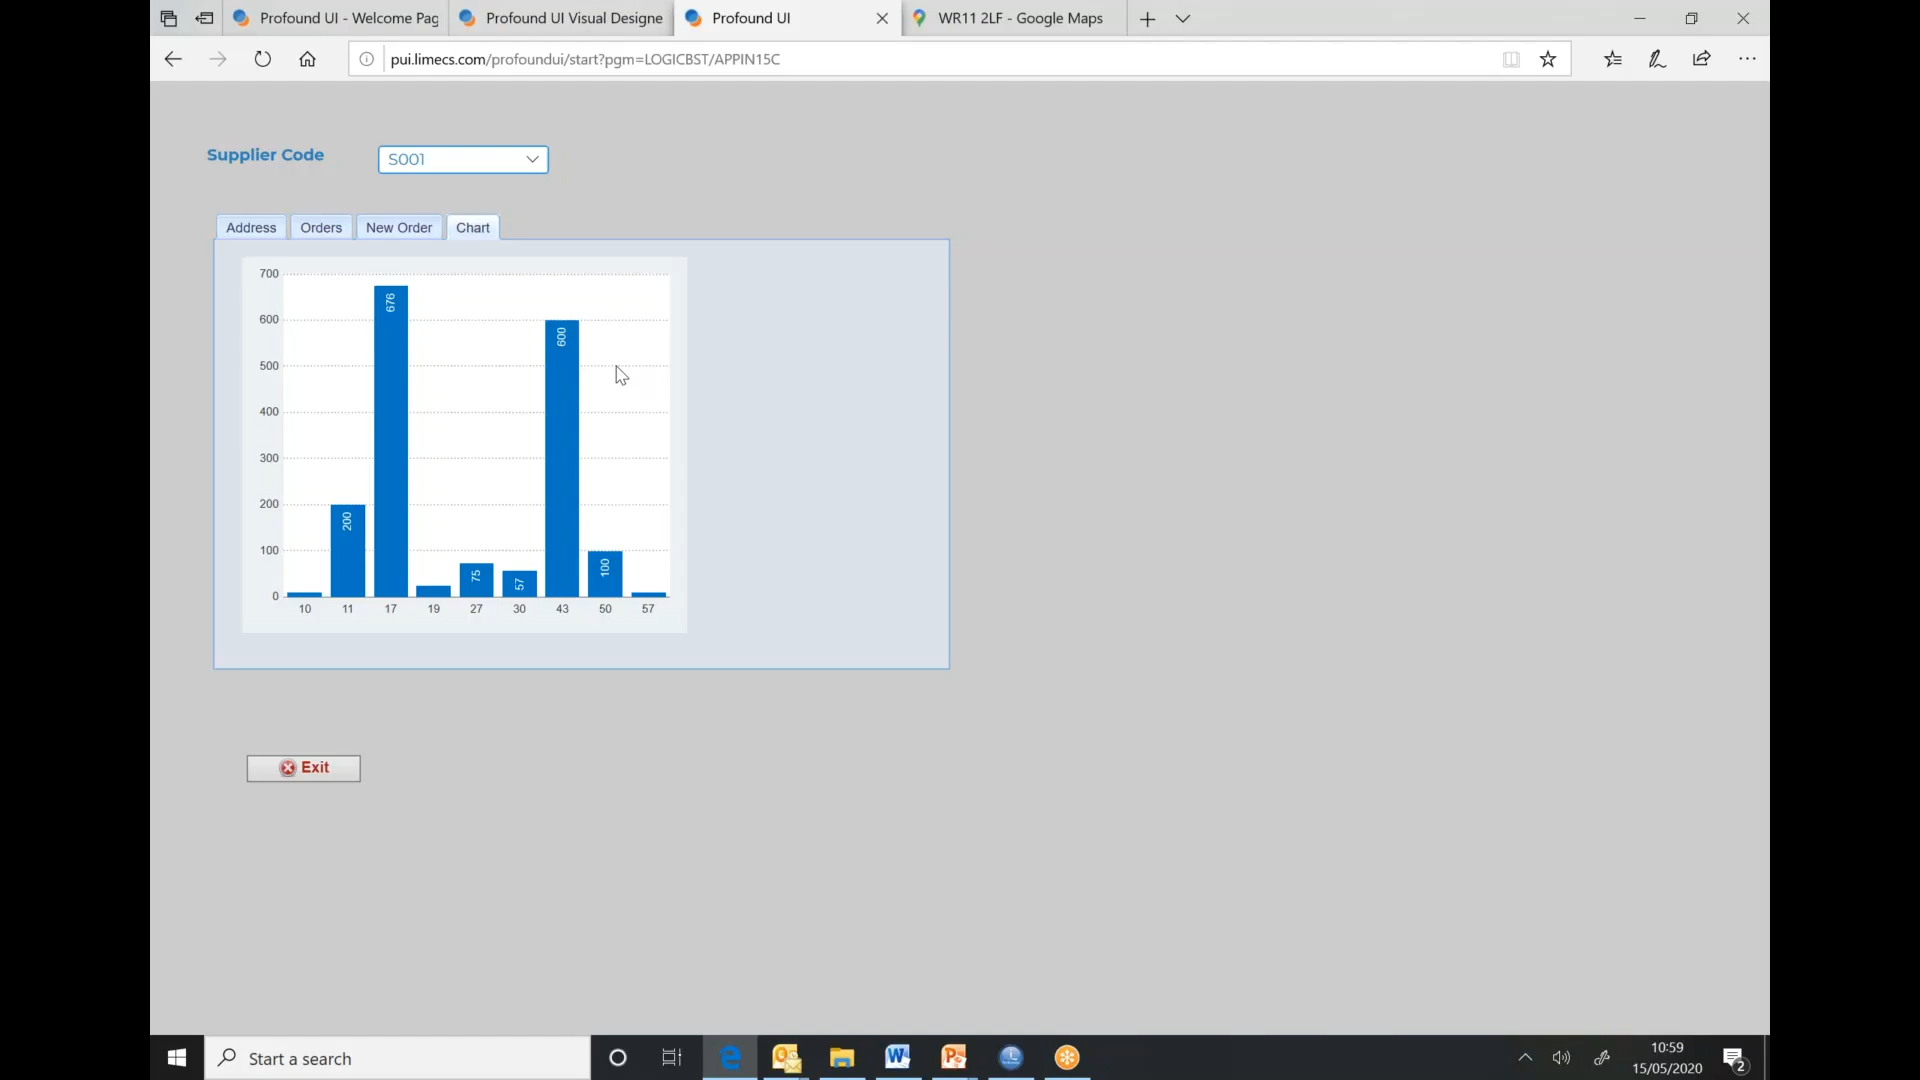 Profound UI - Welcome Pag
Profound UI Visual Designe
Profound UI
WR11 2LF - Google Maps
pui.limecs.com/profoundui/start?pgm=LOGICBST/APPIN15C
Supplier Code
S001
Address
Orders
New Order
Chart
700
600
500
400
300
200
100
0
200
676
75
57
600
100
10 11 17 19 27 30 43 50 57
Exit
Start a search
10:59
15/05/2020
2